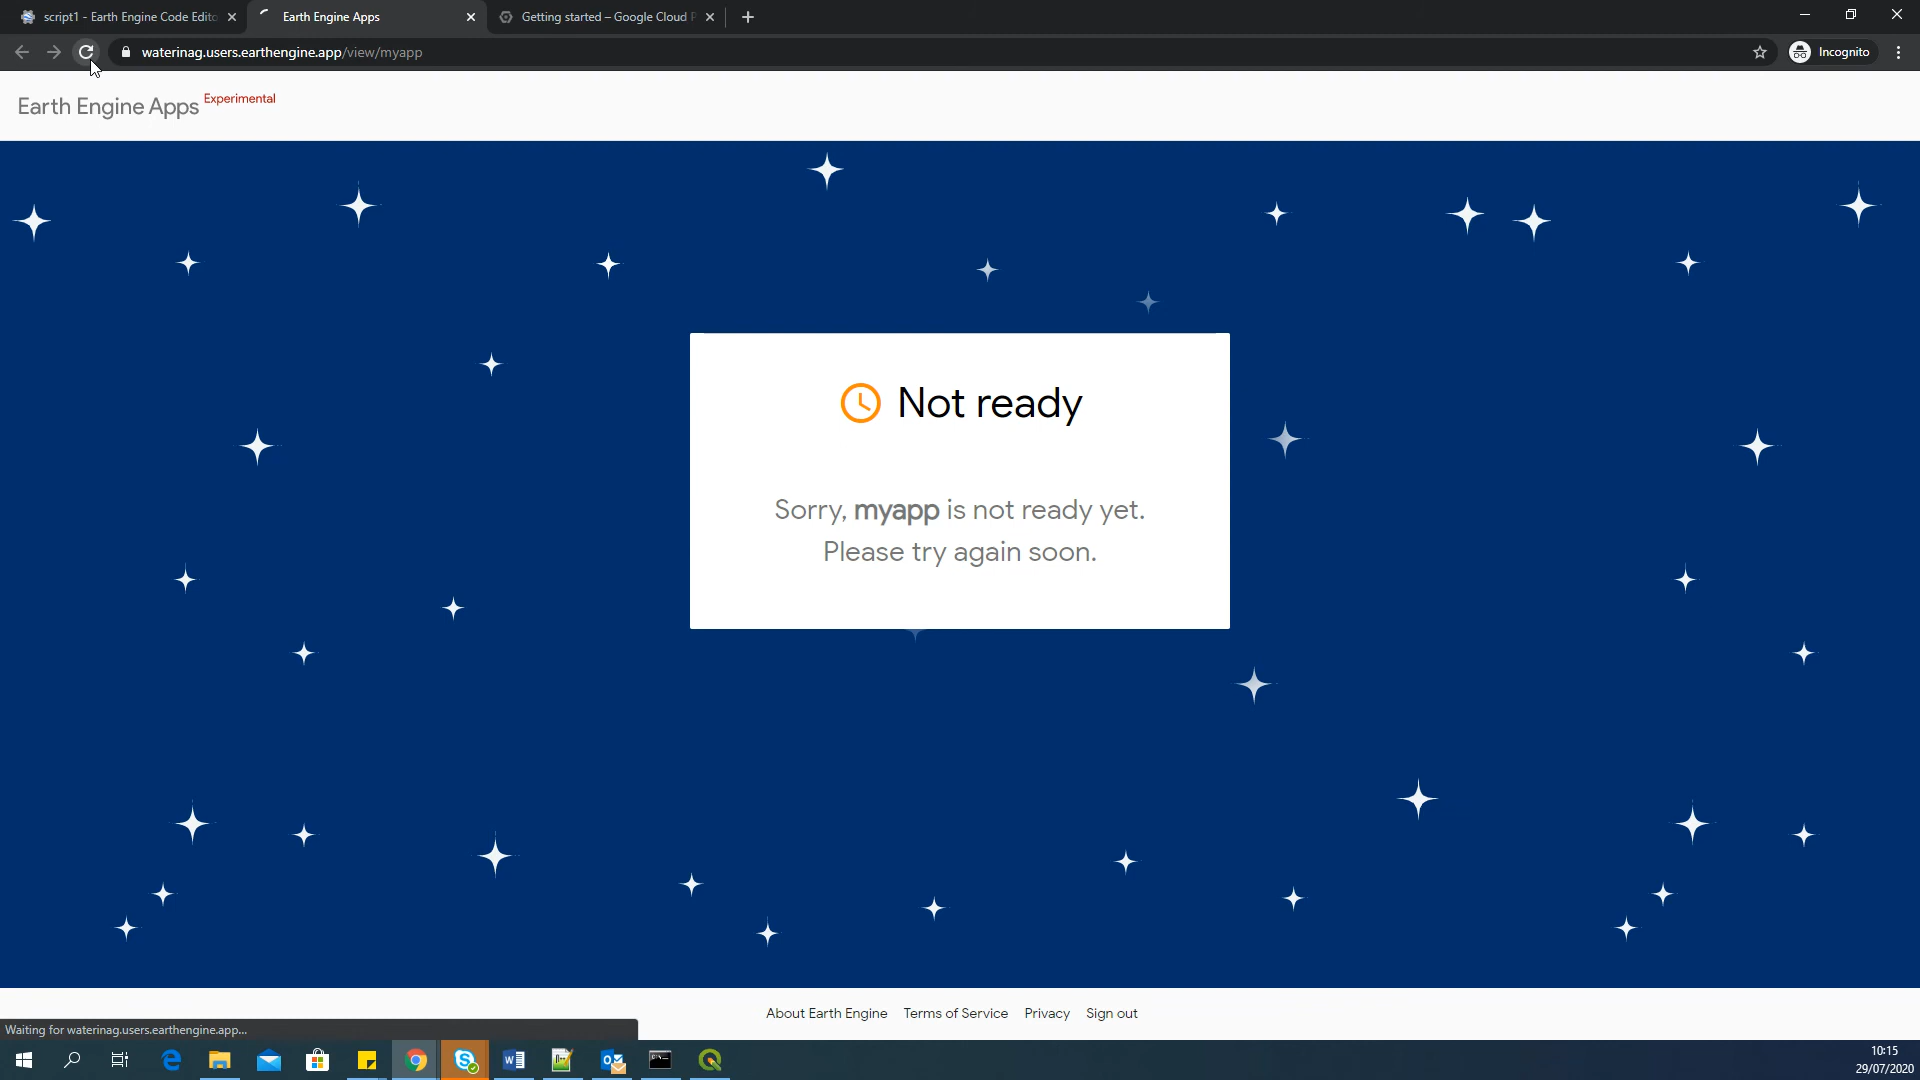 script1 - Earth Engine Code Edito
Earth Engine Apps
Getting started – Google Cloud P
waterinag.users.earthengine.app/view/myapp
Incognito
Earth Engine Apps Experimental
Not ready
Sorry, myapp is not ready yet.
Please try again soon.
About Earth Engine Terms of Service Privacy Sign out
Waiting for waterinag.users.earthengine.app...
10:15
29/07/2020